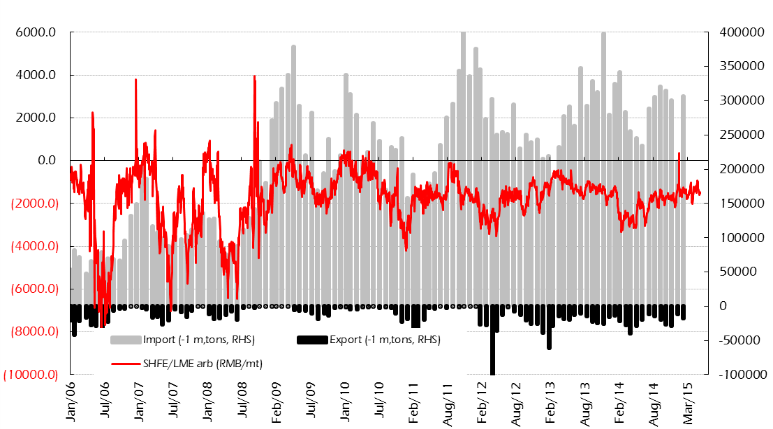 6000.0
4000.0
2000.0
0.0
(2000.0)
(4000.0)
(6000.0)
(8000.0)
(10000.0)
400000
350000
300000
250000
200000
150000
100000
50000
0
-50000
-100000
Import (-1 m,tons, RHS)
Export (-1 m,tons, RHS)
SHFE/LME arb (RMB/mt)
Jan/06
Jul/06
Jan/07
Jul/07
Jan/08
Jul/08
Feb/09
Jul/09
Jan/10
Jul/10
Feb/11
Aug/11
Feb/12
Aug/12
Feb/13
Aug/13
Feb/14
Aug/14
Mar/15